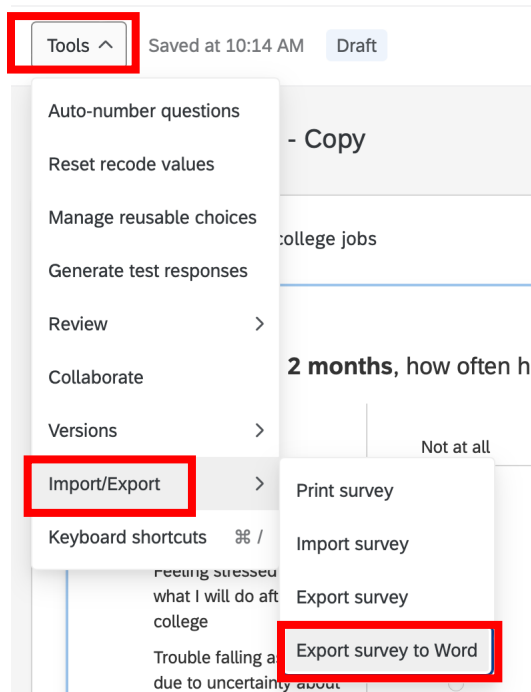 Tools
Saved at 10:14 AM
Draft
Auto-number questions
- Copy
Reset recode values
Manage reusable choices
college jobs
Generate test responses
Review
2 months, how often h
Collaborate
Versions
Not at all
Import/Export
Print survey
Keyboard shortcuts ⌘ /
Import survey
Feeling stressed
what I will do aft
Export survey
college
Export survey to Word
Trouble falling as
due to uncertainty about